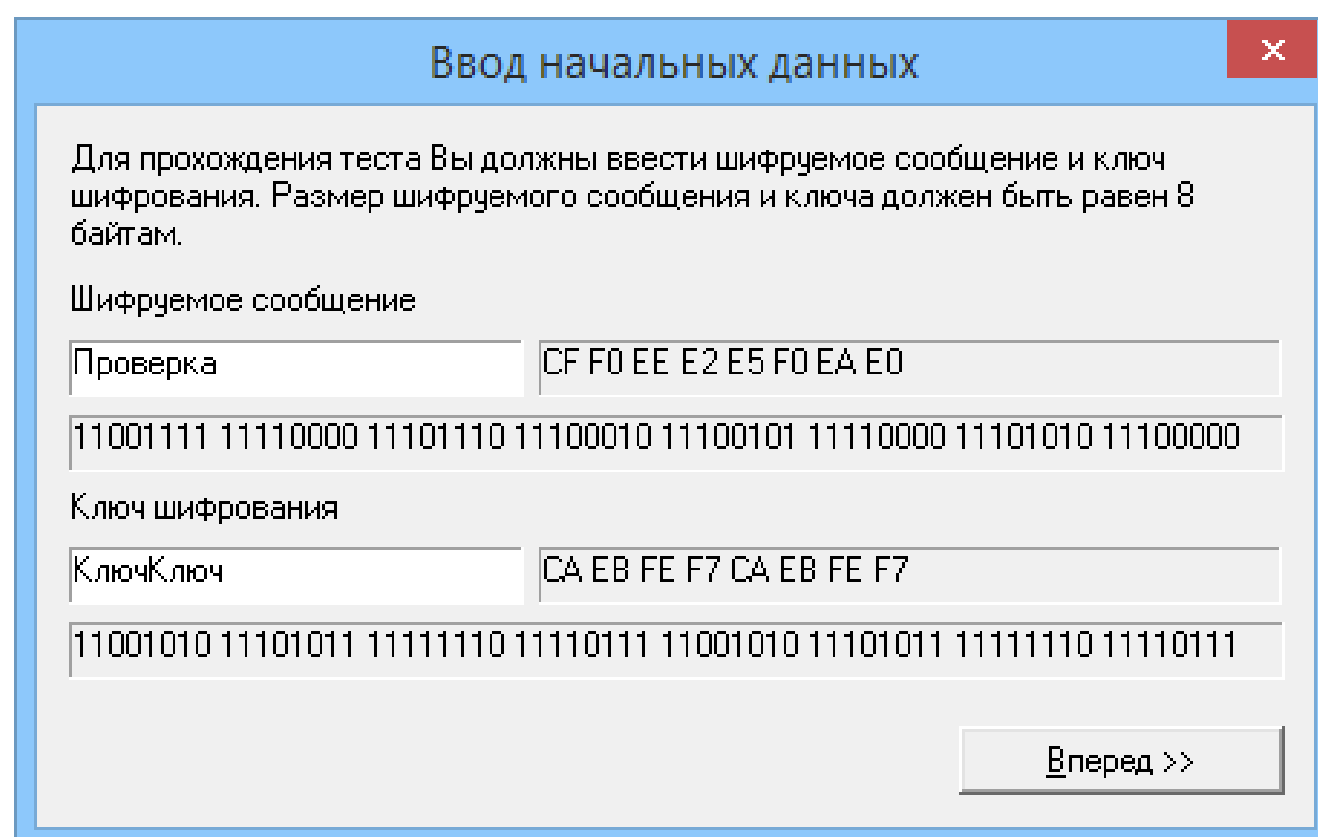 Ввод начальных данных
Для прохождения теста Вы должны ввести шифруемое сообщение и ключ
шифрования. Размер шифруемого сообщения и ключа должен быть равен 8
байтам.
Шифруемое сообщение
Проверка CF F0 EE E2 E5 F0 EA E0
11001111 11110000 11101110 11100010 11100101 11110000 11101010 11100000
Ключ шифрования
КлючКлюч CA EB FE F7 CA EB FE F7
11001010 11101011 11111110 11110111 11001010 11101011 11111110 11110111
Вперед >>